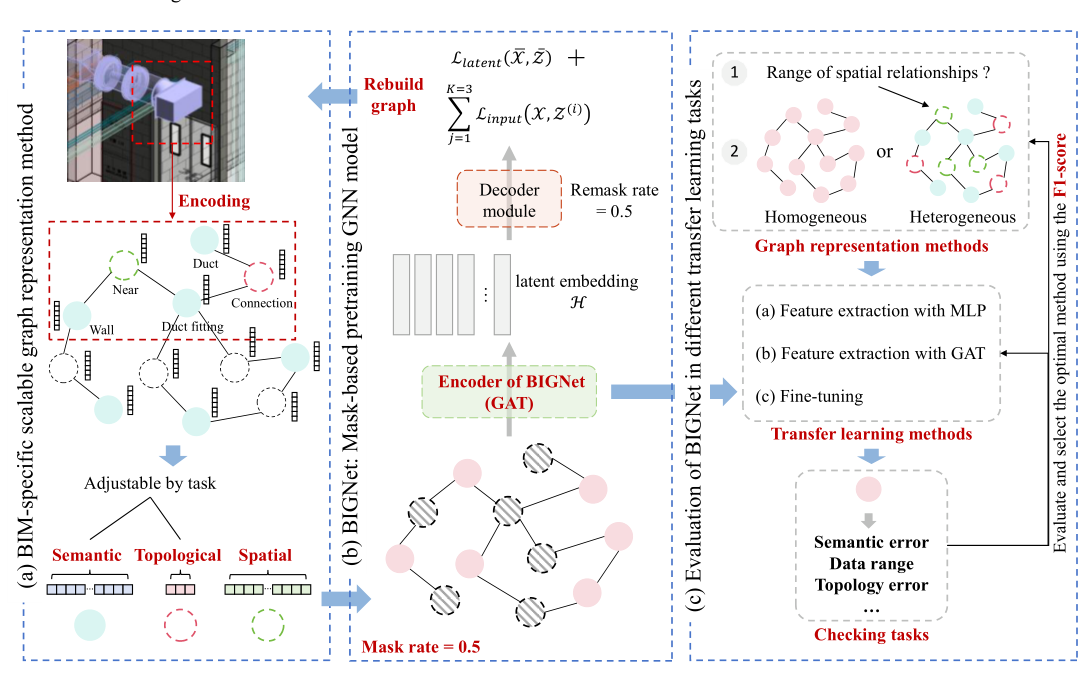 (a) BIM-specific scalable graph representation method
Encoding
Duct
Near
Connection
Wall
Duct fitting
Adjustable by task
Semantic
Topological
Spatial
(b) BIGNet: Mask-based pretraining GNN model
Rebuild
graph
ℒ_latent(X̄, Z̄) +
∑_{j=1}^{K=3} ℒ_input(X, Z^(i))
Decoder
module
Remask rate
= 0.5
latent embedding
ℋ
Encoder of BIGNet
(GAT)
Mask rate = 0.5
(c) Evaluation of BIGNet in different transfer learning tasks
1 Range of spatial relationships ?
2 or
Homogeneous
Heterogeneous
Graph representation methods
(a) Feature extraction with MLP
(b) Feature extraction with GAT
(c) Fine-tuning
Transfer learning methods
Semantic error
Data range
Topology error
...
Checking tasks
Evaluate and select the optimal method using the F1-score